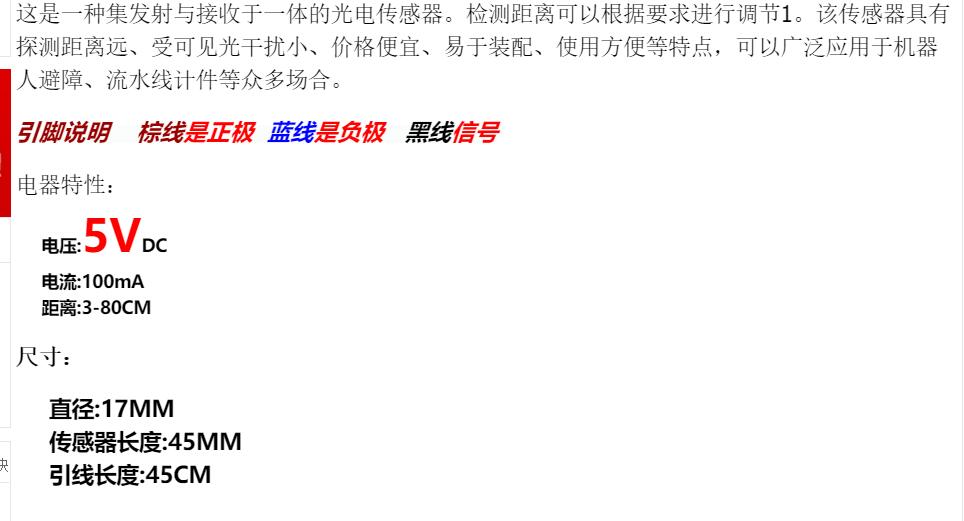 这是一种集发射与接收于一体的光电传感器。检测距离可以根据要求进行调节1。该传感器具有
探测距离远、受可见光干扰小、价格便宜、易于装配、使用方便等特点，可以广泛应用于机器
人避障、流水线计件等众多场合。
引脚说明 棕线是正极 蓝线是负极 黑线信号
电器特性：
电压:5VDC
电流:100mA
距离:3-80CM
尺寸：
直径:17MM
传感器长度:45MM
引线长度:45CM